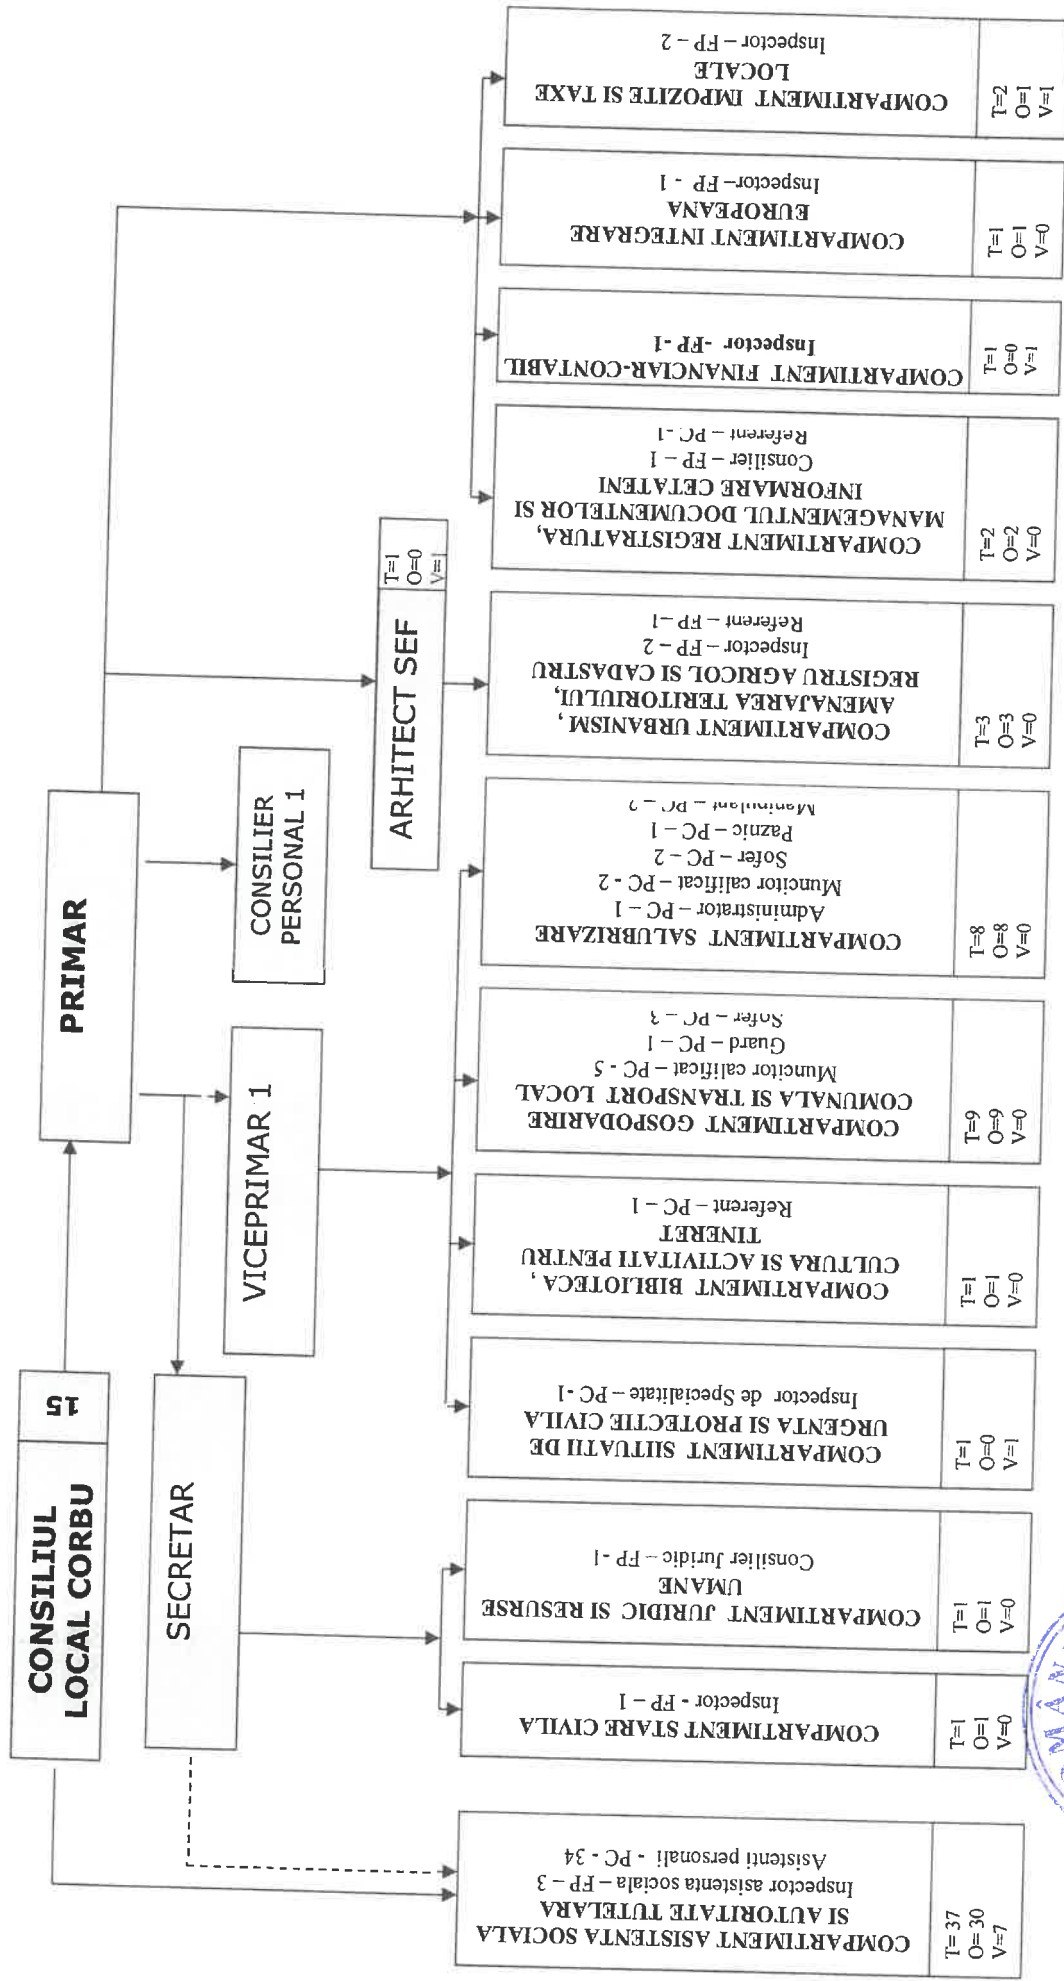 CONSILIUL
LOCAL CORBU
15
PRIMAR
SECRETAR
VICEPRIMAR 1
CONSILIER
PERSONAL 1
ARHITECT SEF
T=1
O=0
V=1
COMPARTIMENT ASISTENTA SOCIALA
SI AUTORITATE TUTELARA
Inspector asistenta sociala – FP – 3
Asistenti personali - PC - 34
T= 37
O= 30
V=7
COMPARTIMENT STARE CIVILA
Inspector - FP – 1
T=1
O=1
V=0
COMPARTIMENT JURIDIC SI RESURSE
UMANE
Consilier Juridic – FP -1
T=1
O=1
V=0
COMPARTIMENT SIITUATII DE
URGENTA SI PROTECTIE CIVILA
Inspector de Specialitate – PC -1
T=1
O=0
V=1
COMPARTIMENT BIBLIOTECA ,
CULTURA SI ACTIVITATI PENTRU
TINERET
Referent – PC – 1
T=1
O=1
V=0
COMPARTIMENT GOSPODARIRE
COMUNALA SI TRANSPORT LOCAL
Muncitor calificat – PC - 5
Guard – PC – 1
Sofer – PC – 3
T=9
O=9
V=0
COMPARTIMENT SALUBRIZARE
Administrator – PC – 1
Muncitor calificat – PC - 2
Sofer – PC – 2
Paznic – PC – 1
Manipulant – PC – 2
T=8
O=8
V=0
COMPARTIMENT URBANISM ,
AMENAJAREA TERITORIULUI,
REGISTRU AGRICOL SI CADASTRU
Inspector – FP – 2
Referent – FP –1
T=3
O=3
V=0
COMPARTIMENT REGISTRATURA,
MANAGEMENTUL DOCUMENTELOR SI
INFORMARE CETATENI
Consilier – FP – 1
Referent – PC -1
T=2
O=2
V=0
COMPARTIMENT FINANCIAR-CONTABIL
Inspector -FP -1
T=1
O=0
V=1
COMPARTIMENT INTEGRARE
EUROPEANA
Inspector– FP - 1
T=1
O=1
V=0
COMPARTIMENT IMPOZITE SI TAXE
LOCALE
Inspector – FP – 2
T=2
O=1
V=1